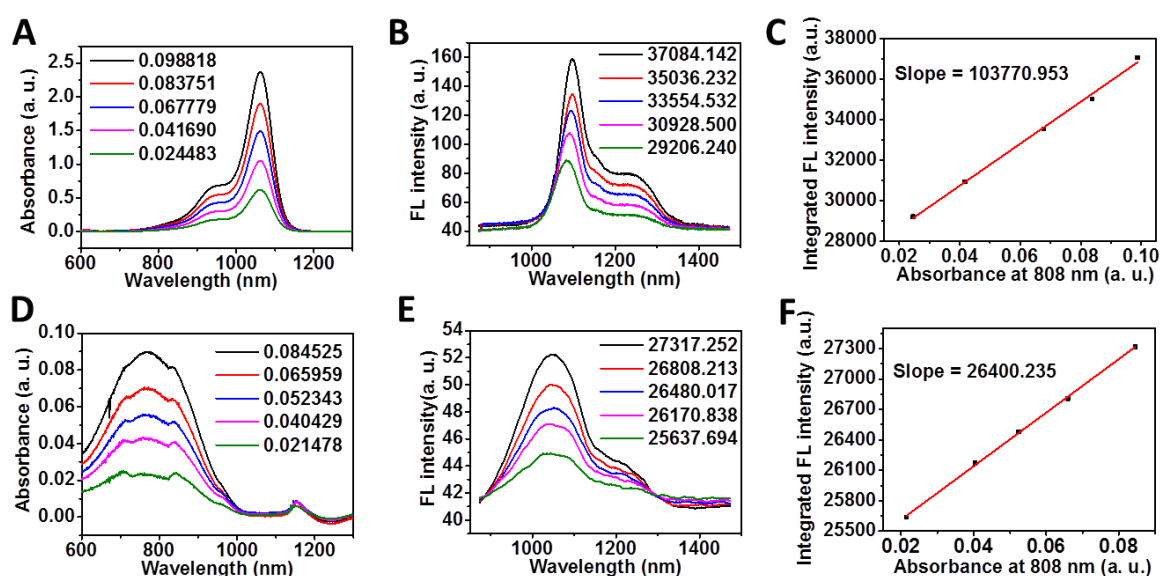 A
Absorbance (a. u.)
2.5
2.0
1.5
1.0
0.5
0.0
0.098818
0.083751
0.067779
0.041690
0.024483
600 800 1000 1200
Wavelength (nm)
B
FL intensity (a. u.)
160
140
120
100
80
60
40
37084.142
35036.232
33554.532
30928.500
29206.240
1000 1200 1400
Wavelength (nm)
C
Integrated FL intensity (a.u.)
38000
36000
34000
32000
30000
28000
Slope = 103770.953
0.02 0.04 0.06 0.08 0.10
Absorbance at 808 nm (a. u.)
D
Absorbance (a. u.)
0.10
0.08
0.06
0.04
0.02
0.00
0.084525
0.065959
0.052343
0.040429
0.021478
600 800 1000 1200
Wavelength (nm)
E
FL intensity(a. u.)
54
52
50
48
46
44
42
40
27317.252
26808.213
26480.017
26170.838
25637.694
1000 1200 1400
Wavelength (nm)
F
Integrated FL intensity (a.u.)
27300
27000
26700
26400
26100
25800
25500
Slope = 26400.235
0.02 0.04 0.06 0.08
Absorbance at 808 nm (a. u.)